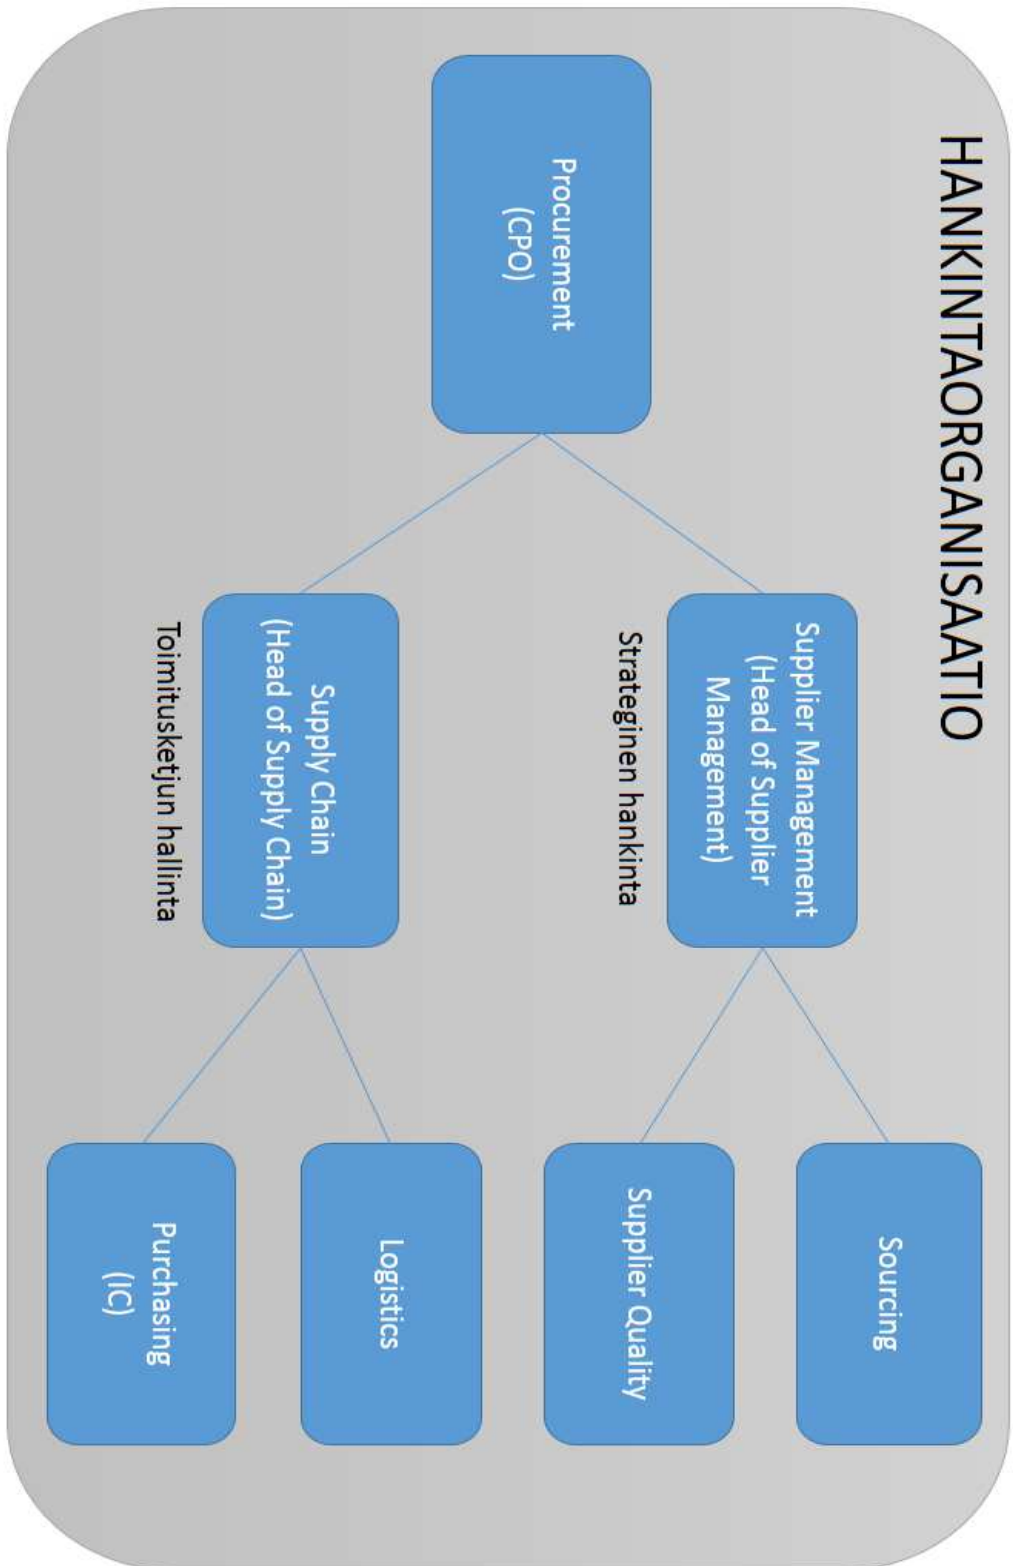 HANKINTAORGANISAATIO
Procurement
(CPO)
Supplier Management
(Head of Supplier
Management)
Strateginen hankinta
Supply Chain
(Head of Supply Chain)
Toimitusketjun hallinta
Sourcing
Supplier Quality
Logistics
Purchasing
(IC)